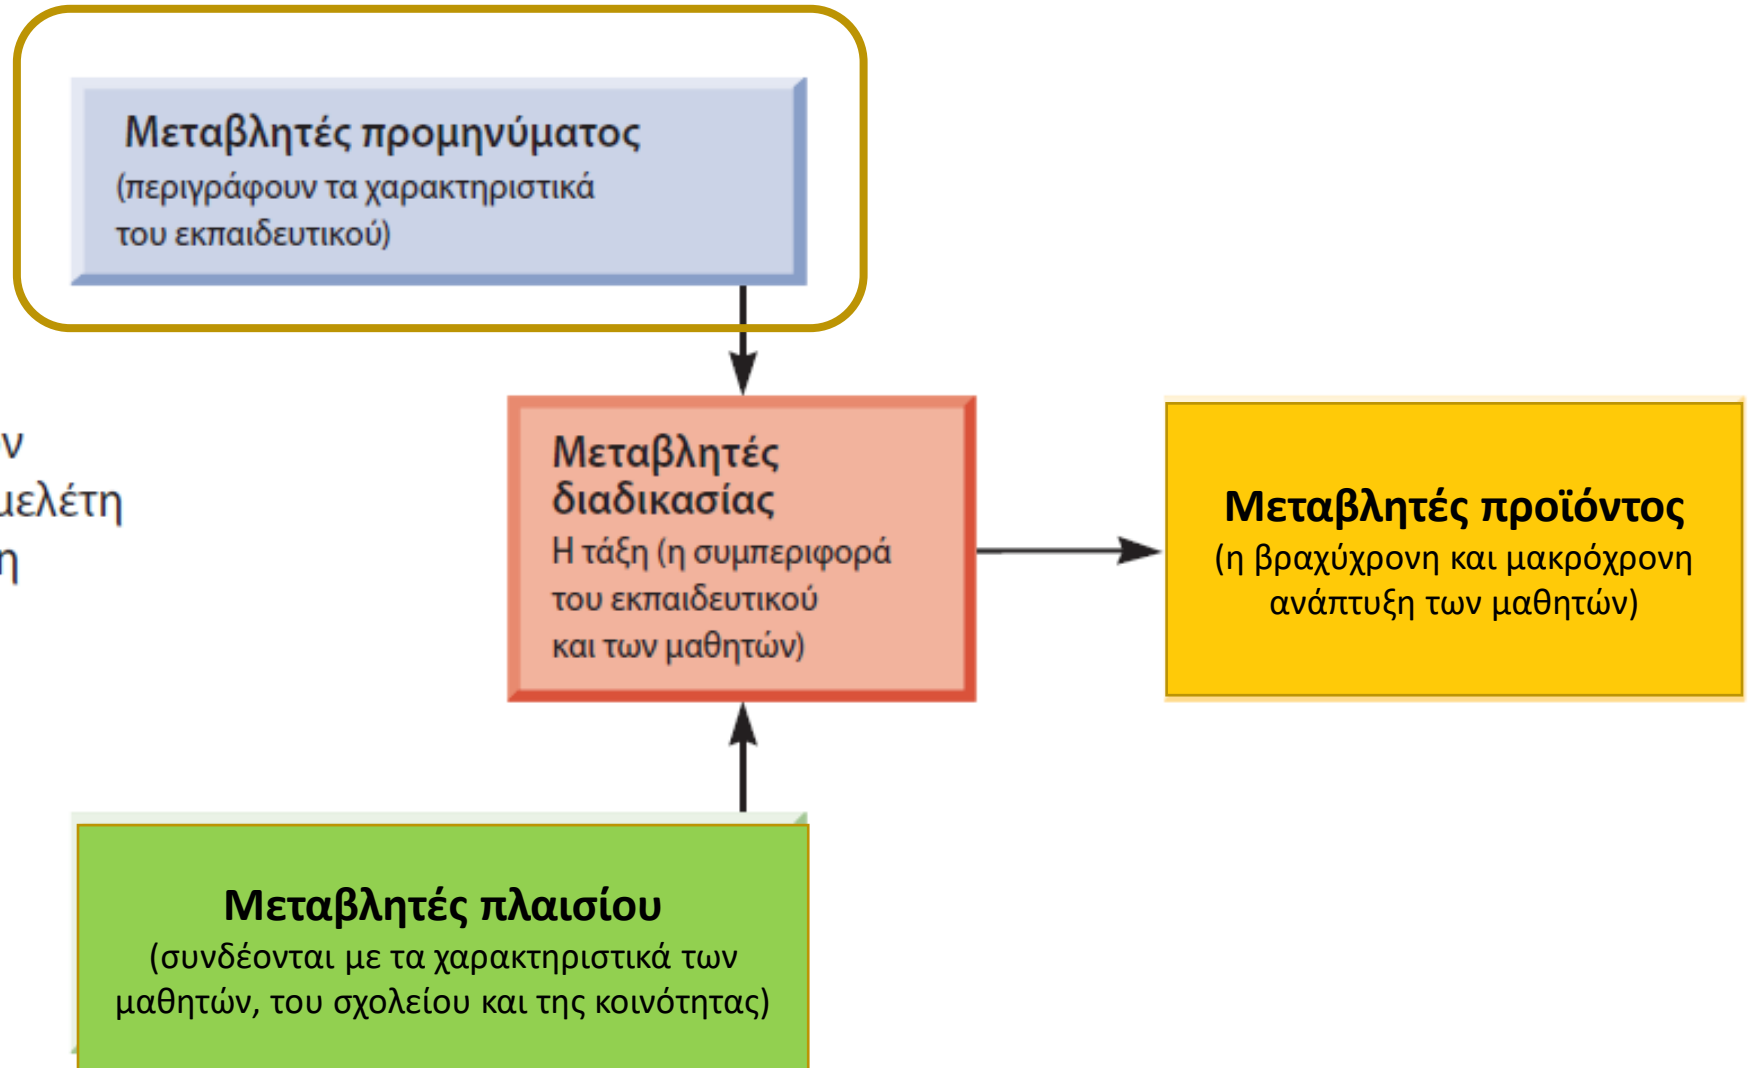 Μεταβλητές προμηνύματος
(περιγράφουν τα χαρακτηριστικά
του εκπαιδευτικού)
μελέτη
Μεταβλητές
διαδικασίας
Η τάξη (η συμπεριφορά
του εκπαιδευτικού
και των μαθητών)
Μεταβλητές προϊόντος
(η βραχύχρονη και μακρόχρονη
ανάπτυξη των μαθητών)
Μεταβλητές πλαισίου
(συνδέονται με τα χαρακτηριστικά των
μαθητών, του σχολείου και της κοινότητας)